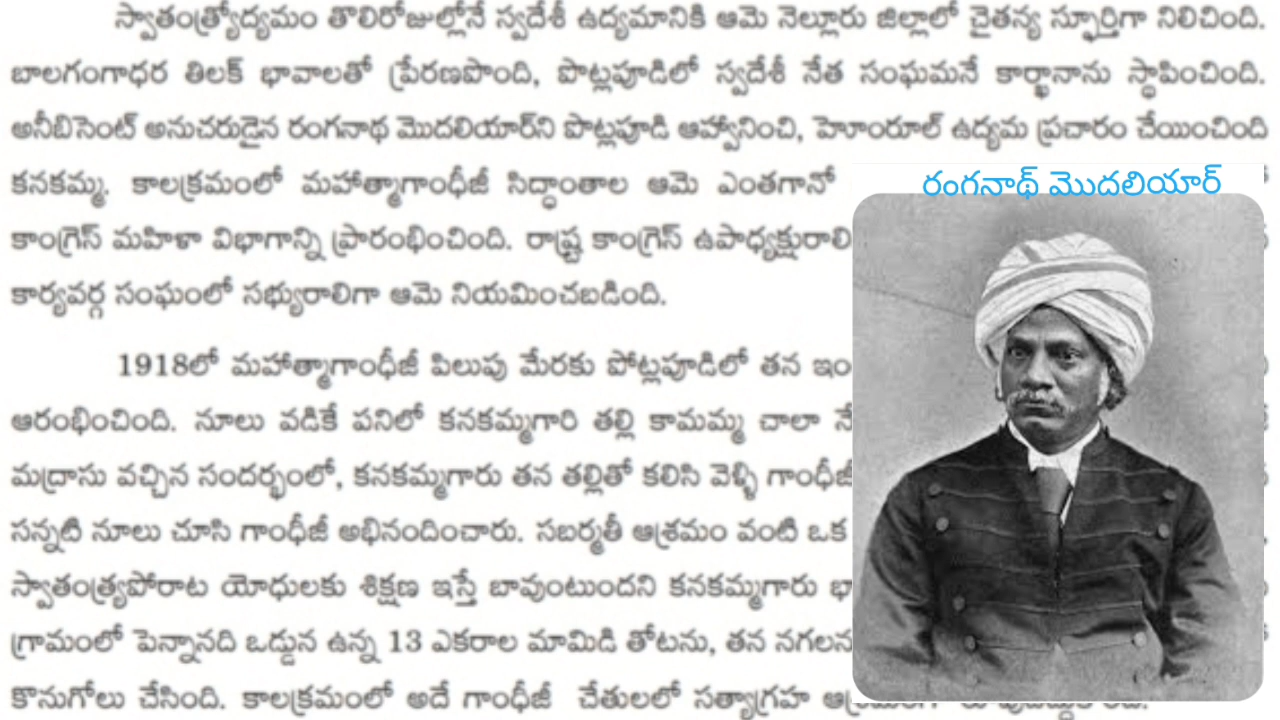 స్వాతంత్ర్యోద్యమం తొలిరోజుల్లోనే స్వదేశీ ఉద్యమానికి ఆమె నెల్లూరు జిల్లాలో చైతన్య స్ఫూర్తిగా నిలిచింది.
బాలగంగాధర తిలక్ భావాలతో ప్రేరణపొంది, పొట్లపూడిలో స్వదేశీ నేత సంఘమనే కార్ఖానాను స్థాపించింది.
అనీబిసెంట్ అనుచరుడైన రంగనాథ మొదలియార్‌ని పొట్లపూడి ఆహ్వానించి, హెూంరూల్ ఉద్యమ ప్రచారం చేయించింది
కనకమ్మ. కాలక్రమంలో మహాత్మాగాంధీజీ సిద్ధాంతాల ఆమె ఎంతగానో
రంగనాథ్ మొదలియార్
కాంగ్రెస్ మహిళా విభాగాన్ని ప్రారంభించింది. రాష్ట్ర కాంగ్రెస్ ఉపాధ్యక్షురాలి
కార్యవర్గ సంఘంలో సభ్యురాలిగా ఆమె నియమించబడింది.
1918లో మహాత్మాగాంధీజీ పిలుపు మేరకు పోట్లపూడిలో తన ఇం
ఆరంభించింది. నూలు వడికే పనిలో కనకమ్మగారి తల్లి కామమ్మ చాలా నే
మద్రాసు వచ్చిన సందర్భంలో, కనకమ్మగారు తన తల్లితో కలిసి వెళ్ళి గాంధీజీ
సన్నటి నూలు చూసి గాంధీజీ అభినందించారు. సబర్మతీ ఆశ్రమం వంటి ఒక
స్వాతంత్ర్యపోరాట యోధులకు శిక్షణ ఇస్తే బావుంటుందని కనకమ్మగారు భా
గ్రామంలో పెన్నానది ఒడ్డున ఉన్న 13 ఎకరాల మామిడి తోటను, తన నగలన
కొనుగోలు చేసింది. కాలక్రమంలో అదే గాంధీజీ చేతులలో సత్యాగ్రహ